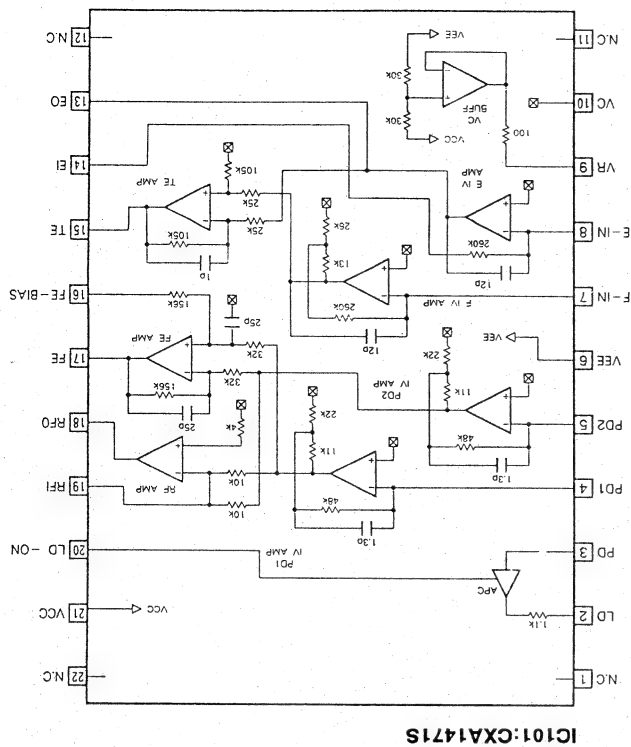 IC101:CXA1471S
N.C 1
22 N.C
LD 2
1.1k
VCC
21 VCC
APC
PD 3
PD1
IV AMP
20 LD-ON
1.3p
48k
PD1 4
10k
19 RFI
11k
22k
10k
RF AMP
4k
1.3p
48k
PD2 5
18 RFO
11k
22k
PD2
IV AMP
25p
156k
32k
FE AMP
17 FE
VEE 6
VEE
32k
25p
12p
260k
F-IN 7
F IV AMP
156k
16 FE-BIAS
13k
26k
12p
260k
1p
105k
E-IN 8
25k
15 TE
25k
TE AMP
105k
E IV
AMP
VR 9
14 EI
100
VCC
30k
VC
BUFF
30k
VC 10
13 EO
VEE
N.C 11
12 N.C